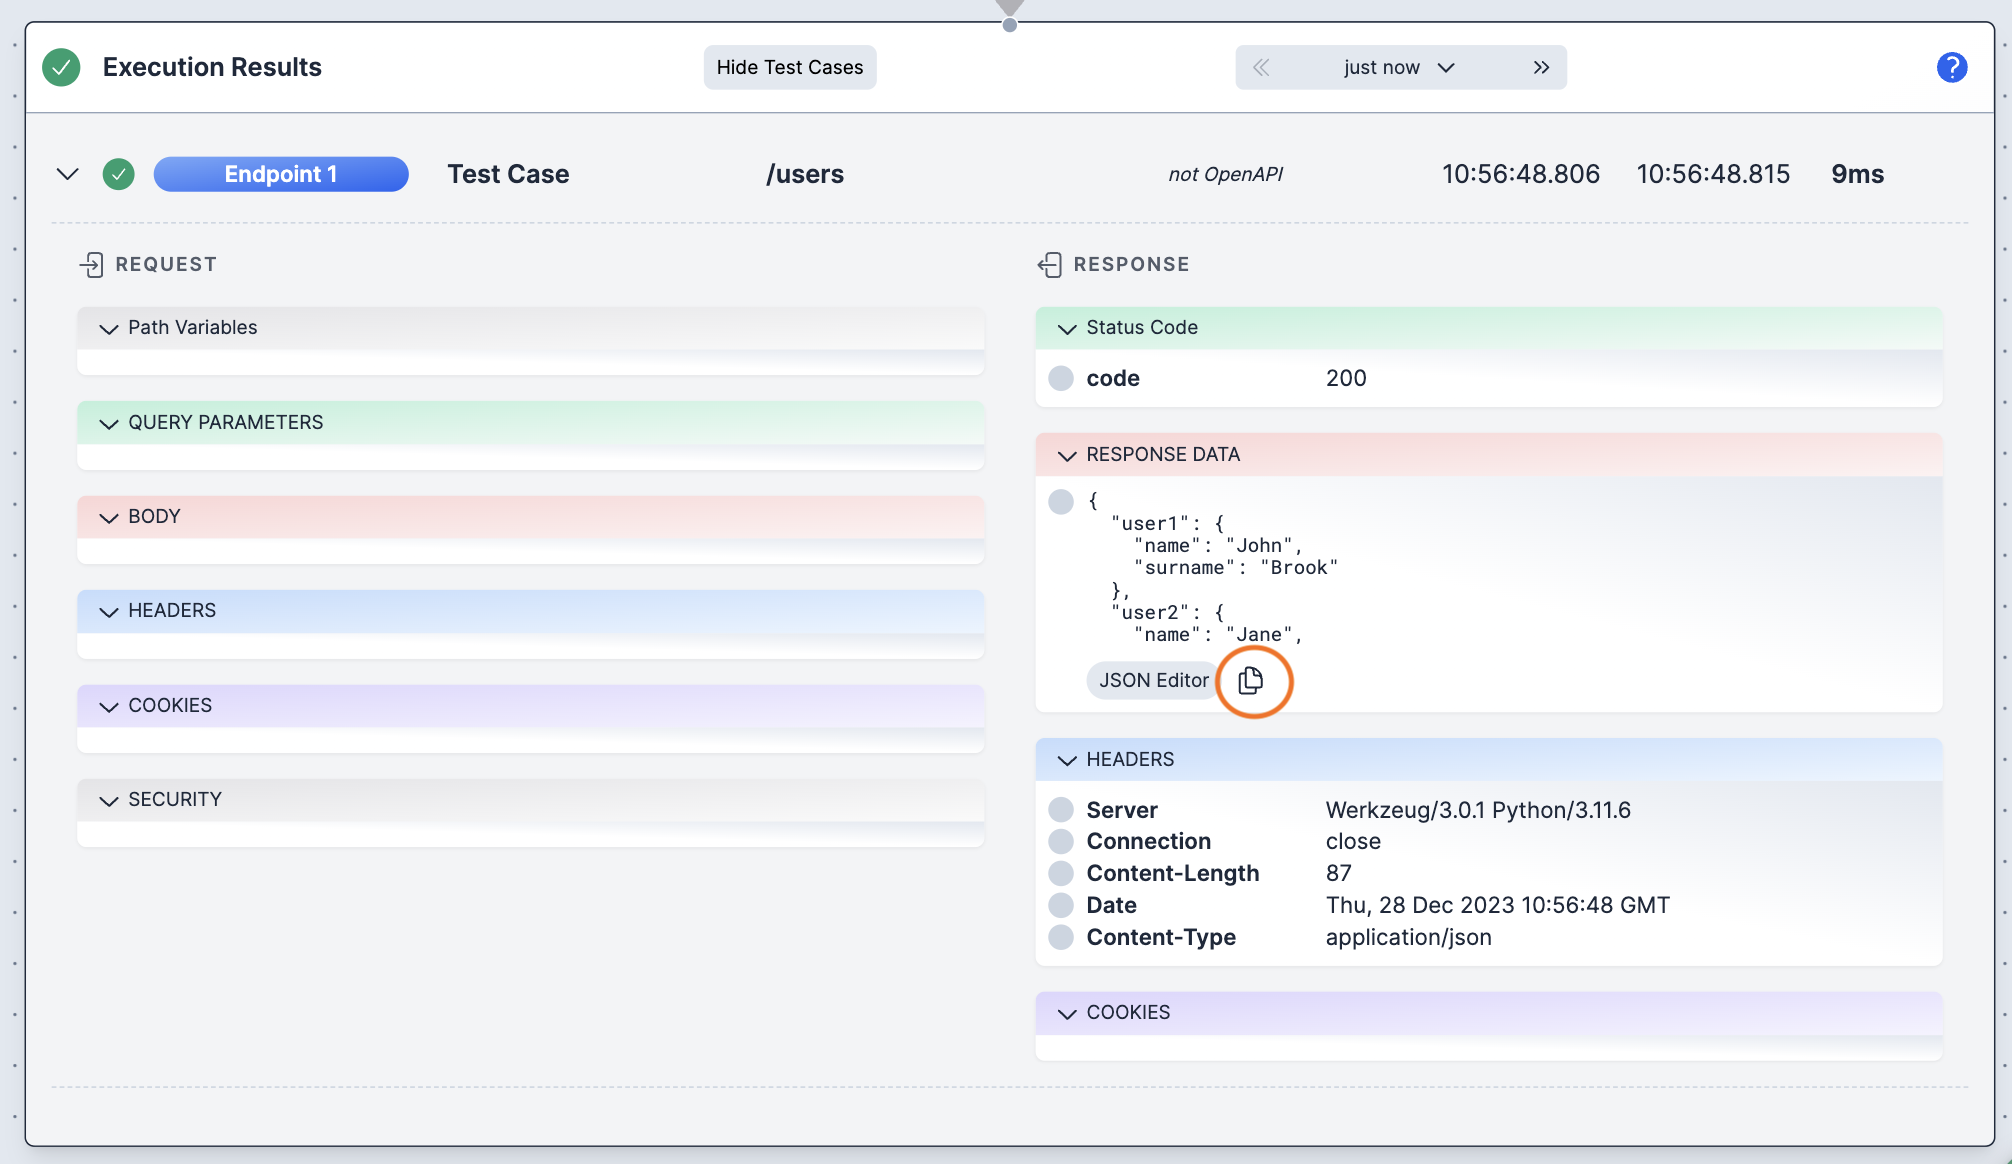 Execution Results
Hide Test Cases
just now
?
Endpoint 1 Test Case /users not OpenAPI 10:56:48.806 10:56:48.815 9ms
REQUEST
Path Variables
QUERY PARAMETERS
BODY
HEADERS
COOKIES
SECURITY
RESPONSE
Status Code
code 200
RESPONSE DATA
{
"user1": {
"name": "John",
"surname": "Brook"
},
"user2": {
"name": "Jane",
JSON Editor
HEADERS
Server Werkzeug/3.0.1 Python/3.11.6
Connection close
Content-Length 87
Date Thu, 28 Dec 2023 10:56:48 GMT
Content-Type application/json
COOKIES